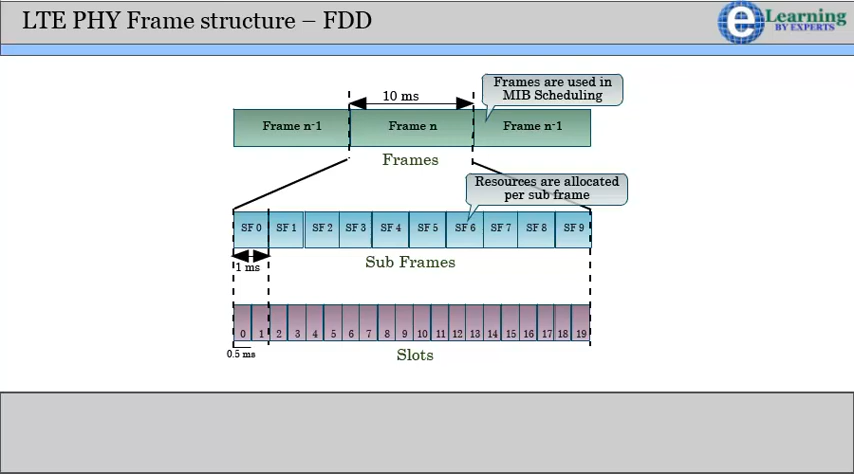 LTE PHY Frame structure – FDD
e Learning
BY EXPERTS
Frames are used in
MIB Scheduling
10 ms
Frame n-1
Frame n
Frame n-1
Frames
Resources are allocated
per sub frame
SF 0
SF 1
SF 2
SF 3
SF 4
SF 5
SF 6
SF 7
SF 8
SF 9
1 ms
Sub Frames
0 1 2 3 4 5 6 7 8 9 10 11 12 13 14 15 16 17 18 19
0.5 ms
Slots